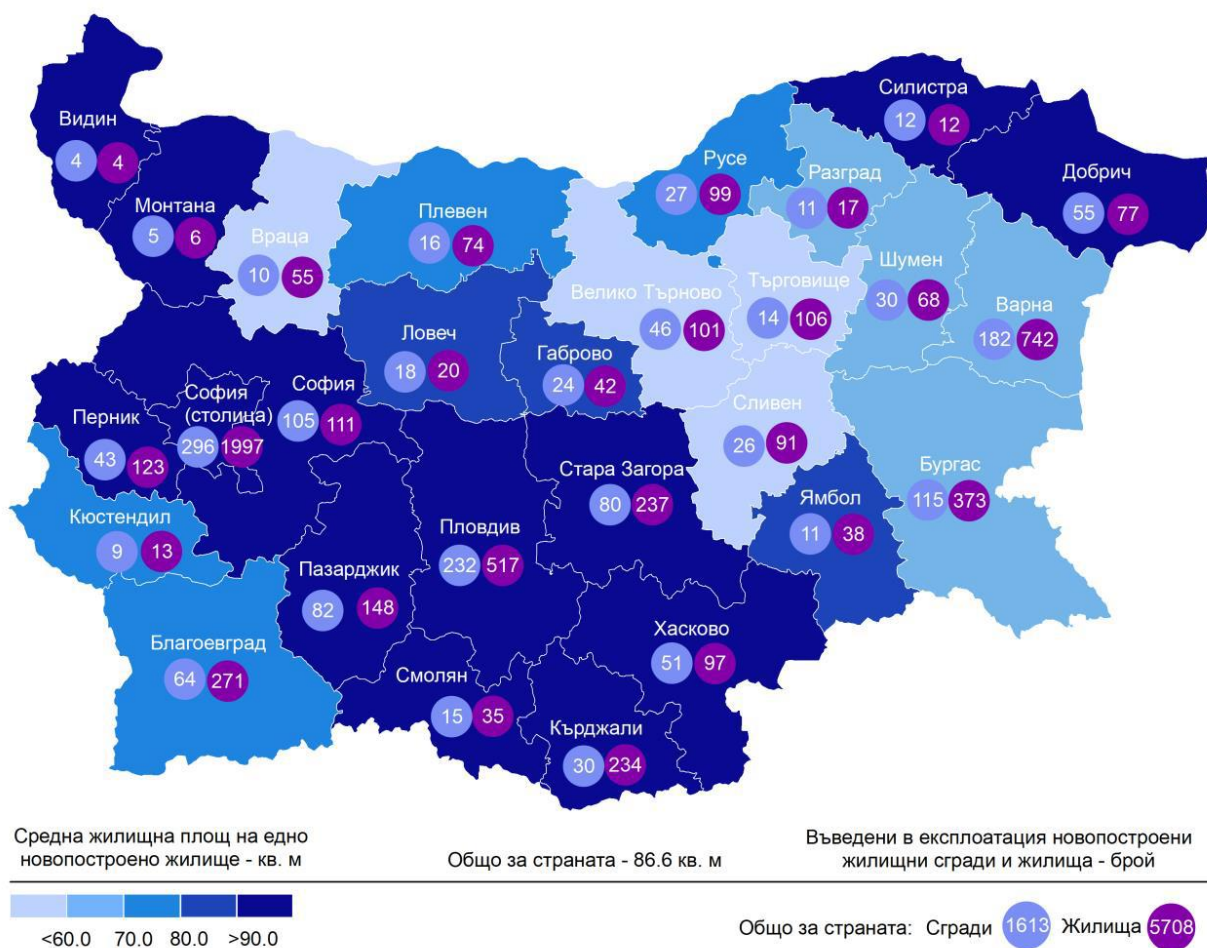 Видин
4 4
Монтана
5 6
Враца
10 55
Плевен
16 74
Русе
27 99
Разград
11 17
Силистра
12 12
Добрич
55 77
Шумен
30 68
Варна
182 742
Търговище
14 106
Велико Търново
46 101
Ловеч
18 20
Габрово
24 42
София
105 111
София
(столица)
296 1997
Перник
43 123
Сливен
26 91
Стара Загора
80 237
Ямбол
11 38
Бургас
115 373
Кюстендил
9 13
Пловдив
232 517
Пазарджик
82 148
Благоевград
64 271
Хасково
51 97
Смолян
15 35
Кърджали
30 234
Средна жилищна площ на едно
новопостроено жилище - кв. м
Общо за страната - 86.6 кв. м
Въведени в експлоатация новопостроени
жилищни сгради и жилища - брой
<60.0 70.0 80.0 >90.0
Общо за страната: Сгради 1613 Жилища 5708